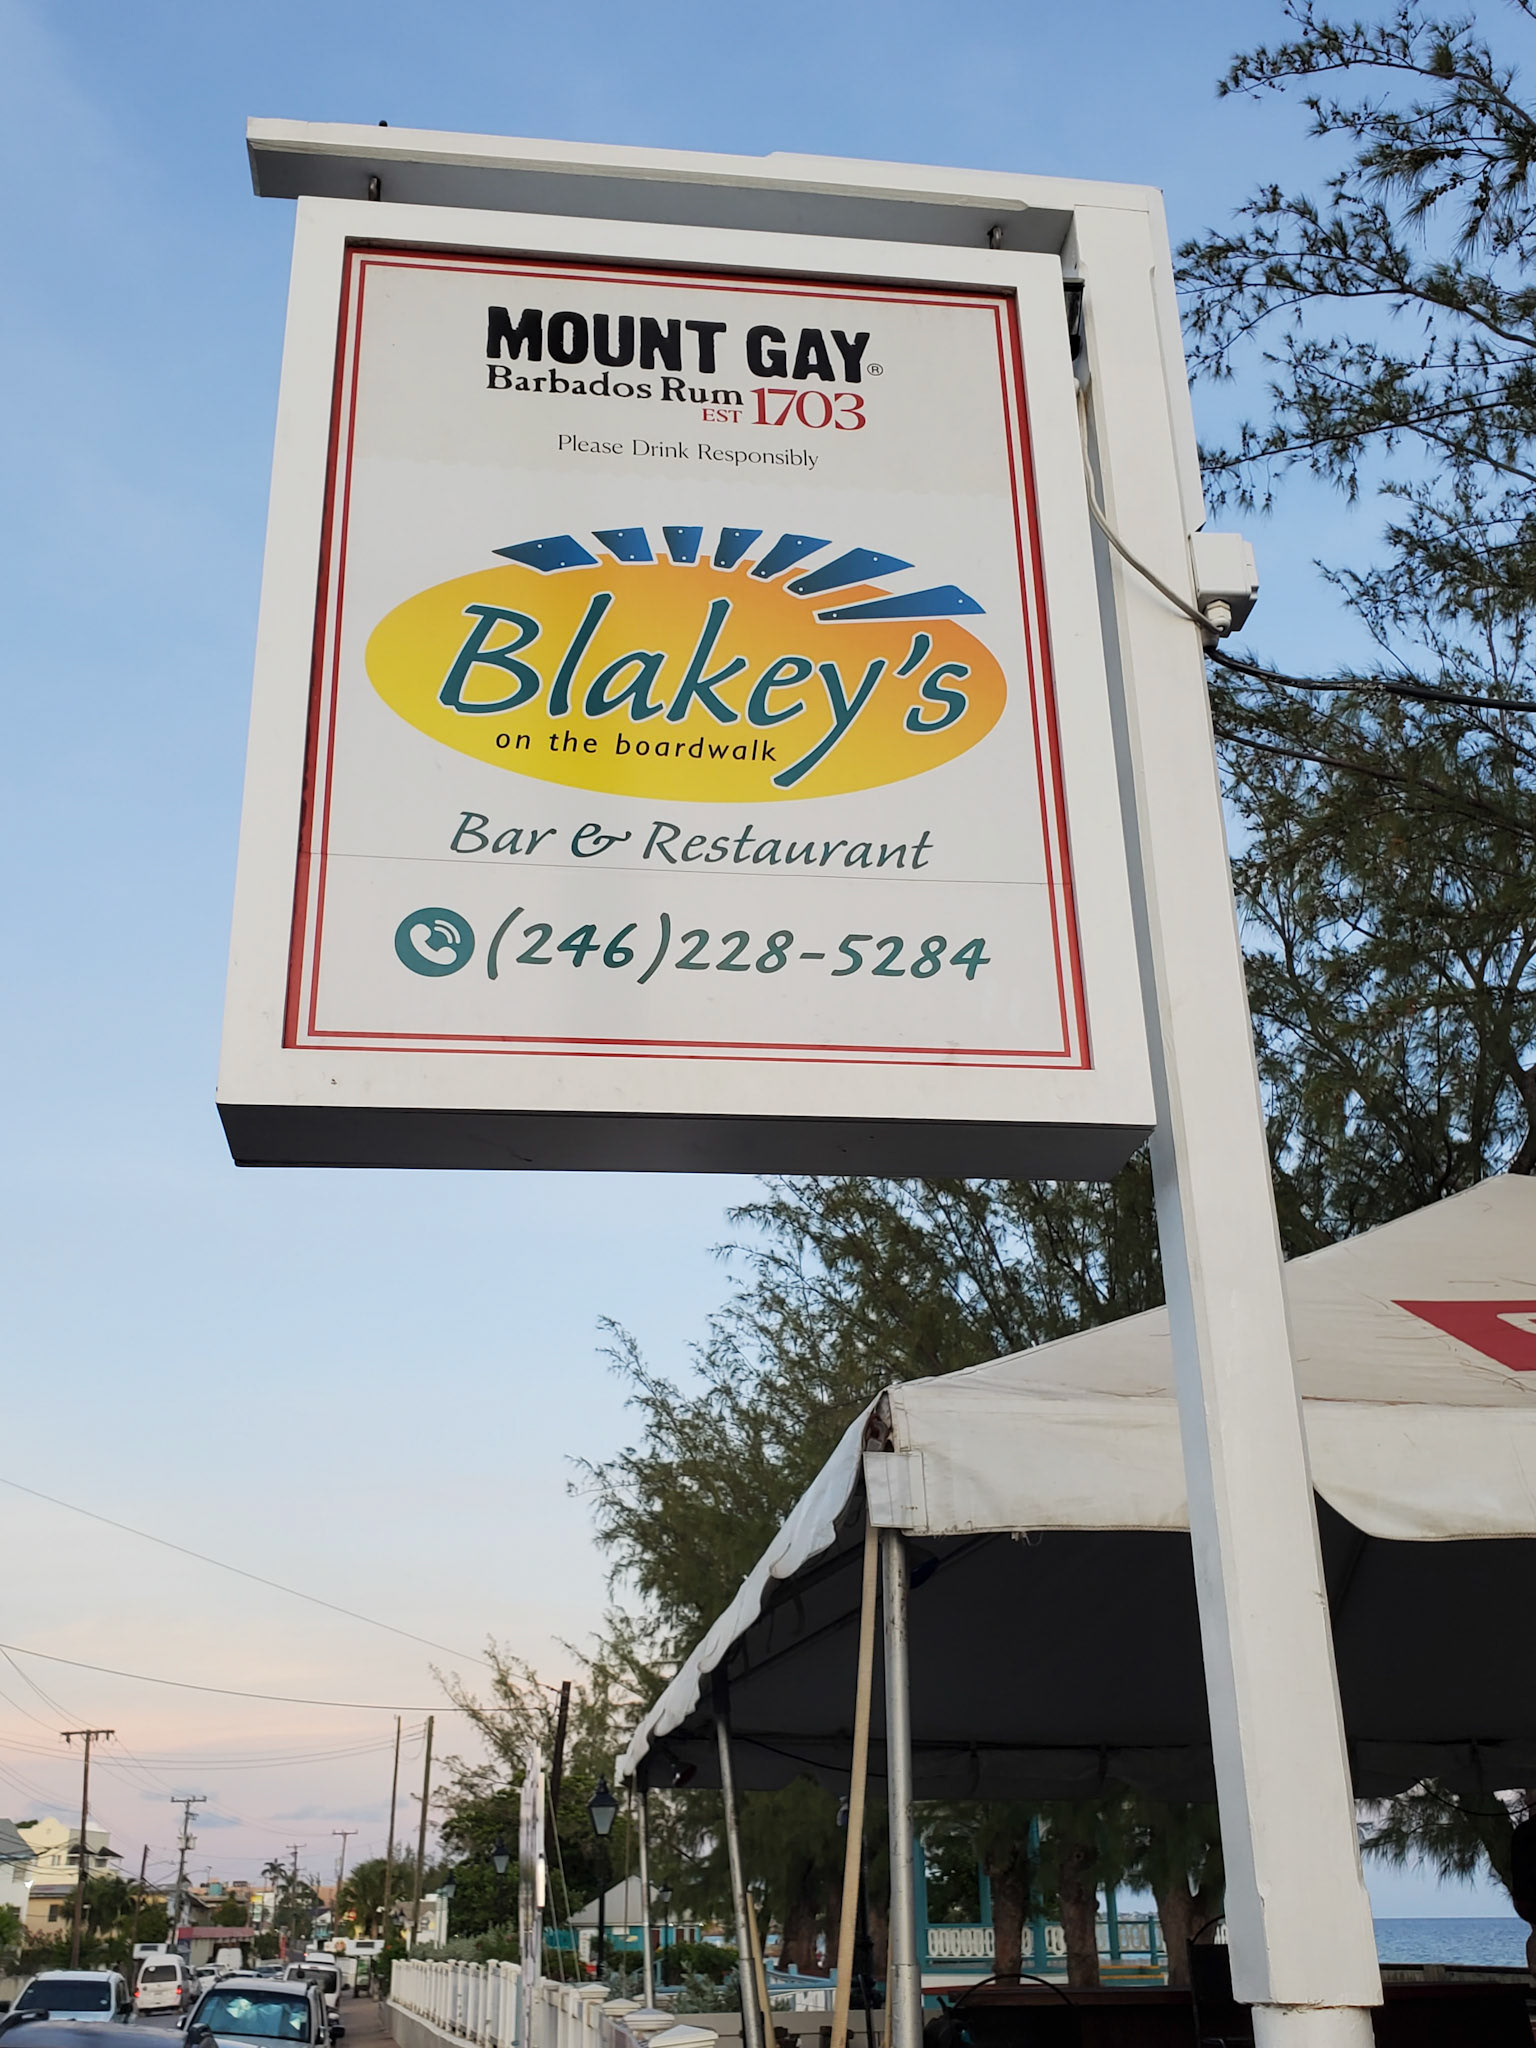 MOUNT GAY®
Barbados Rum
EST 1703
Please Drink Responsibly
Blakey's
on the boardwalk
Bar & Restaurant
(246)228-5284